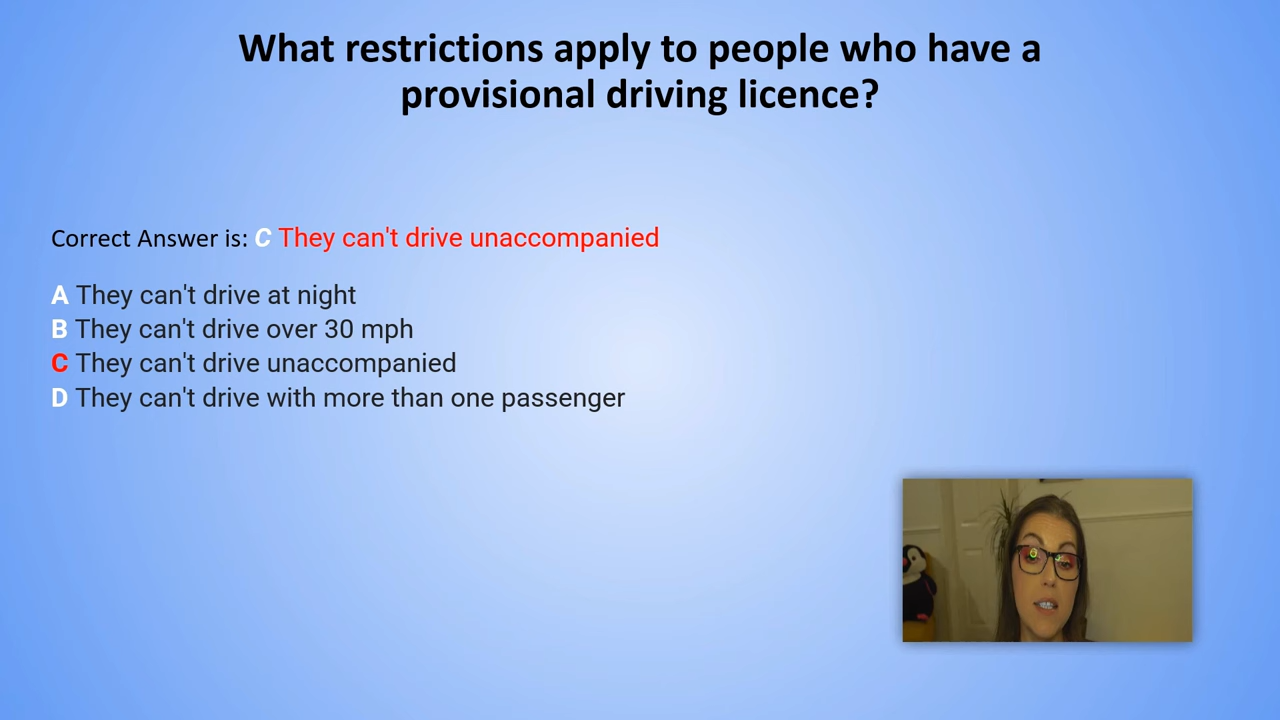 What restrictions apply to people who have a
provisional driving licence?
Correct Answer is: C They can't drive unaccompanied
A They can't drive at night
B They can't drive over 30 mph
C They can't drive unaccompanied
D They can't drive with more than one passenger